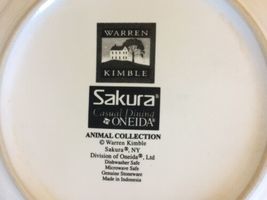 WARREN
KIMBLE
Sakura®
Casual Dining
ONEIDA®
ANIMAL COLLECTION
© Warren Kimble
Sakura®, NY
Division of Oneida®, Ltd
Dishwasher Safe
Microwave Safe
Genuine Stoneware
Made in Indonesia